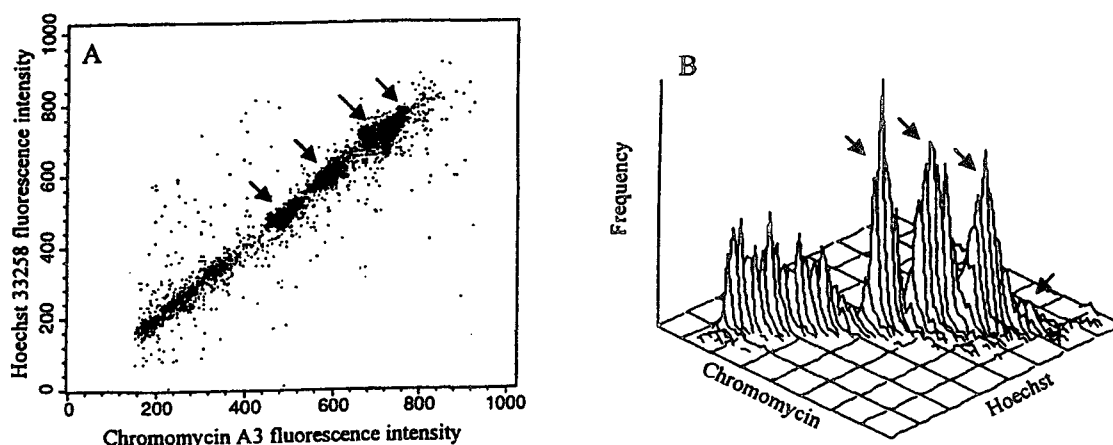 A
Hoechst 33258 fluorescence intensity
1000
800
600
400
200
0
0 200 400 600 800 1000
Chromomycin A3 fluorescence intensity
B
Frequency
Chromomycin
Hoechst